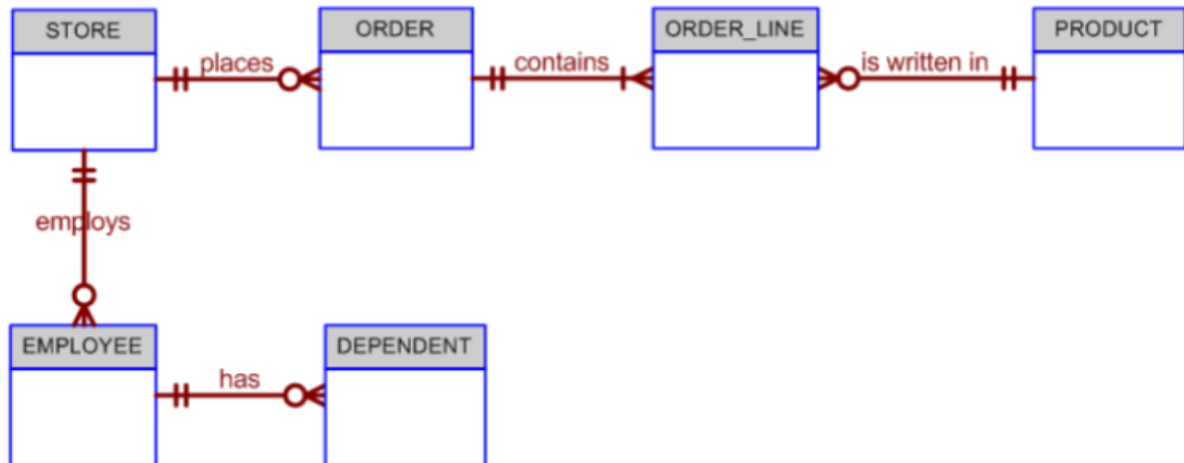 STORE
places
ORDER
contains
ORDER_LINE
is written in
PRODUCT
employs
EMPLOYEE
has
DEPENDENT